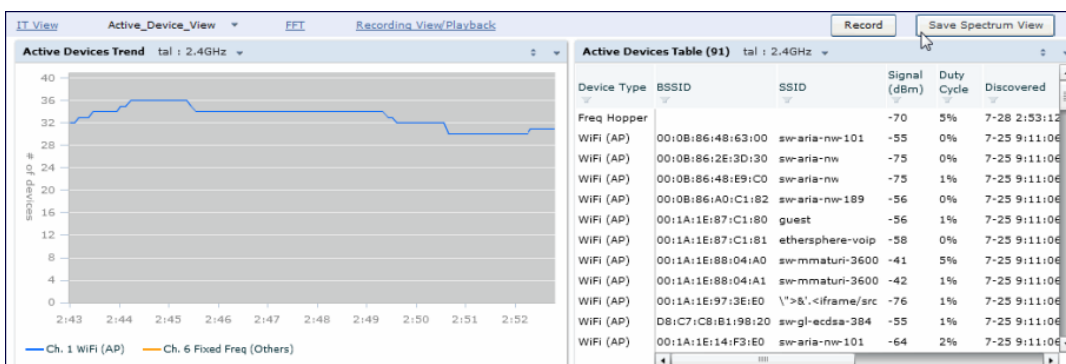 IT View Active_Device_View FFT Recording View/Playback Record Save Spectrum View
Active Devices Trend tal : 2.4GHz
40
36
32
28
24
20
16
12
8
4
0
# of devices
2:43 2:44 2:45 2:46 2:47 2:48 2:49 2:50 2:51 2:52
Ch. 1 WiFi (AP) Ch. 6 Fixed Freq (Others)
Active Devices Table (91) tal : 2.4GHz
Device Type BSSID SSID Signal (dBm) Duty Cycle Discovered
Freq Hopper -70 5% 7-28 2:53:12
WiFi (AP) 00:0B:86:48:63:00 sw-aria-nw-101 -55 0% 7-25 9:11:06
WiFi (AP) 00:0B:86:2E:3D:30 sw-aria-nw -75 0% 7-25 9:11:06
WiFi (AP) 00:0B:86:48:E9:C0 sw-aria-nw -75 1% 7-25 9:11:06
WiFi (AP) 00:0B:86:A0:C1:82 sw-aria-nw-189 -56 0% 7-25 9:11:06
WiFi (AP) 00:1A:1E:87:C1:80 guest -56 1% 7-25 9:11:06
WiFi (AP) 00:1A:1E:87:C1:81 ethersphere-voip -58 0% 7-25 9:11:06
WiFi (AP) 00:1A:1E:88:04:A0 sw-mmaturi-3600 -41 5% 7-25 9:11:06
WiFi (AP) 00:1A:1E:88:04:A1 sw-mmaturi-3600 -42 1% 7-25 9:11:06
WiFi (AP) 00:1A:1E:97:3E:E0 \">&'.<iframe/src -76 1% 7-25 9:11:06
WiFi (AP) D8:C7:C8:B1:98:20 sw-gl-ecdsa-384 -55 1% 7-25 9:11:06
WiFi (AP) 00:1A:1E:14:F3:E0 sw-aria-nw-101 -64 2% 7-25 9:11:06